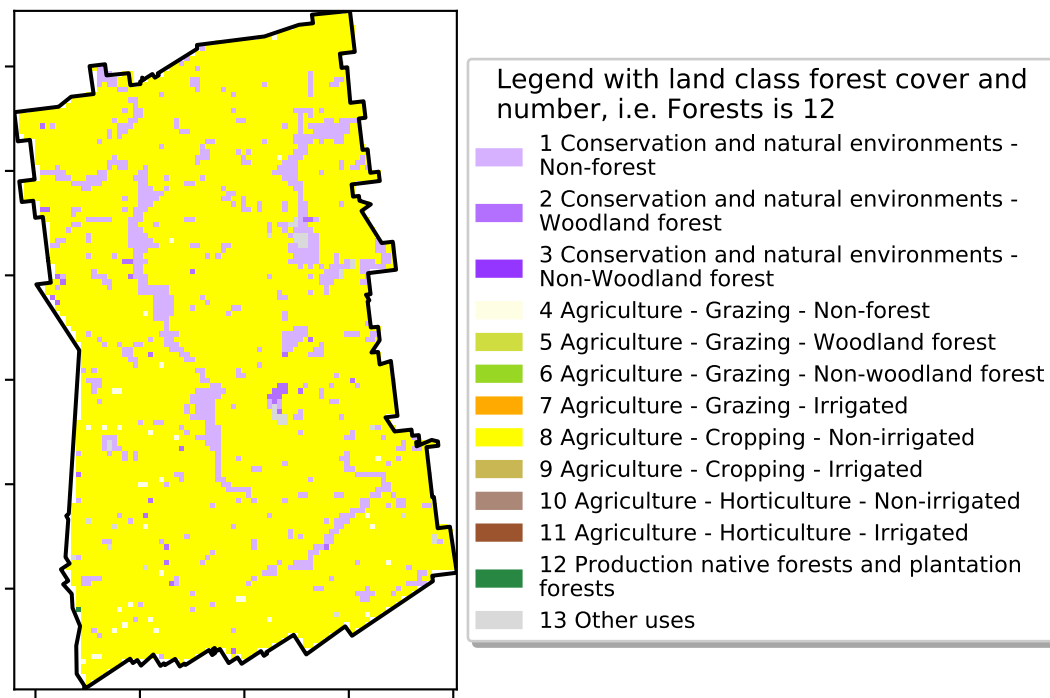 Legend with land class forest cover and
number, i.e. Forests is 12
1 Conservation and natural environments -
Non-forest
2 Conservation and natural environments -
Woodland forest
3 Conservation and natural environments -
Non-Woodland forest
4 Agriculture - Grazing - Non-forest
5 Agriculture - Grazing - Woodland forest
6 Agriculture - Grazing - Non-woodland forest
7 Agriculture - Grazing - Irrigated
8 Agriculture - Cropping - Non-irrigated
9 Agriculture - Cropping - Irrigated
10 Agriculture - Horticulture - Non-irrigated
11 Agriculture - Horticulture - Irrigated
12 Production native forests and plantation
forests
13 Other uses